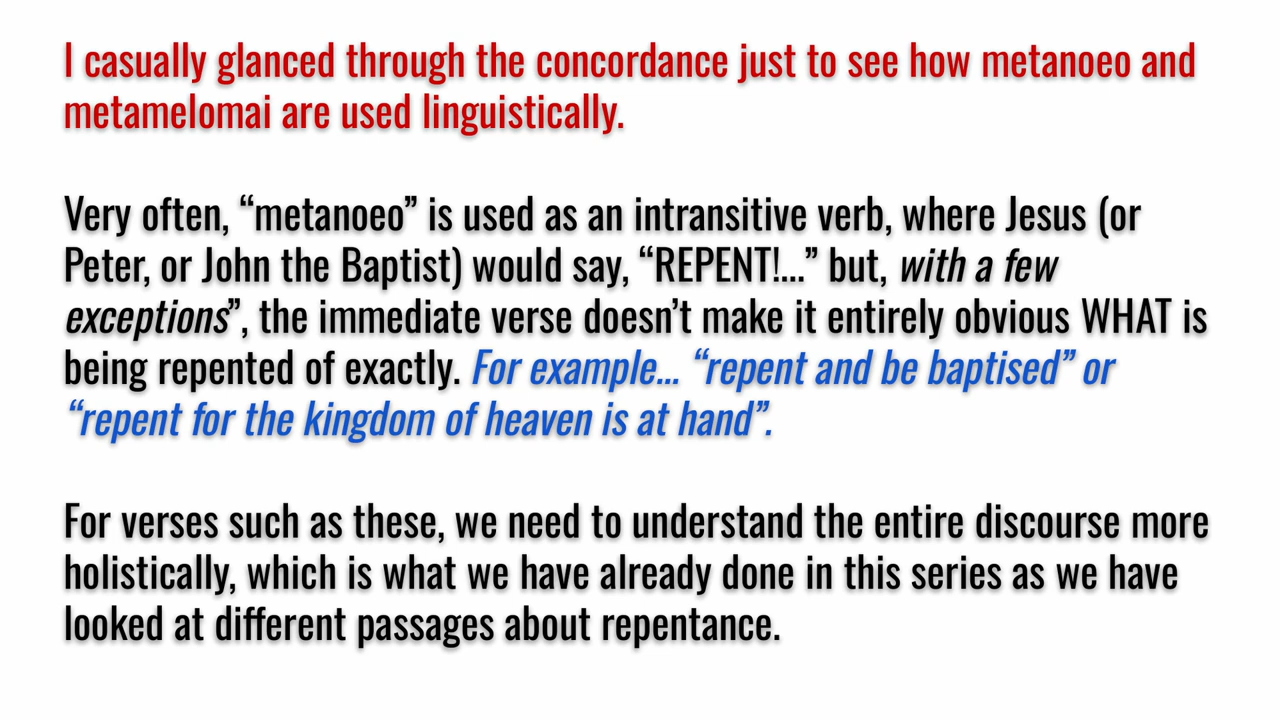 I casually glanced through the concordance just to see how metanoeo and
metamelomai are used linguistically.
Very often, “metanoeo” is used as an intransitive verb, where Jesus (or
Peter, or John the Baptist) would say, “REPENT!...” but, with a few
exceptions”, the immediate verse doesn’t make it entirely obvious WHAT is
being repented of exactly. For example... “repent and be baptised” or
“repent for the kingdom of heaven is at hand”.
For verses such as these, we need to understand the entire discourse more
holistically, which is what we have already done in this series as we have
looked at different passages about repentance.